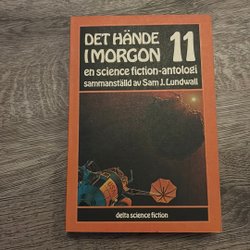 DET HÄNDE
I MORGON 11
en science fiction-antologi
sammanställd av Sam J. Lundwall
delta science fiction